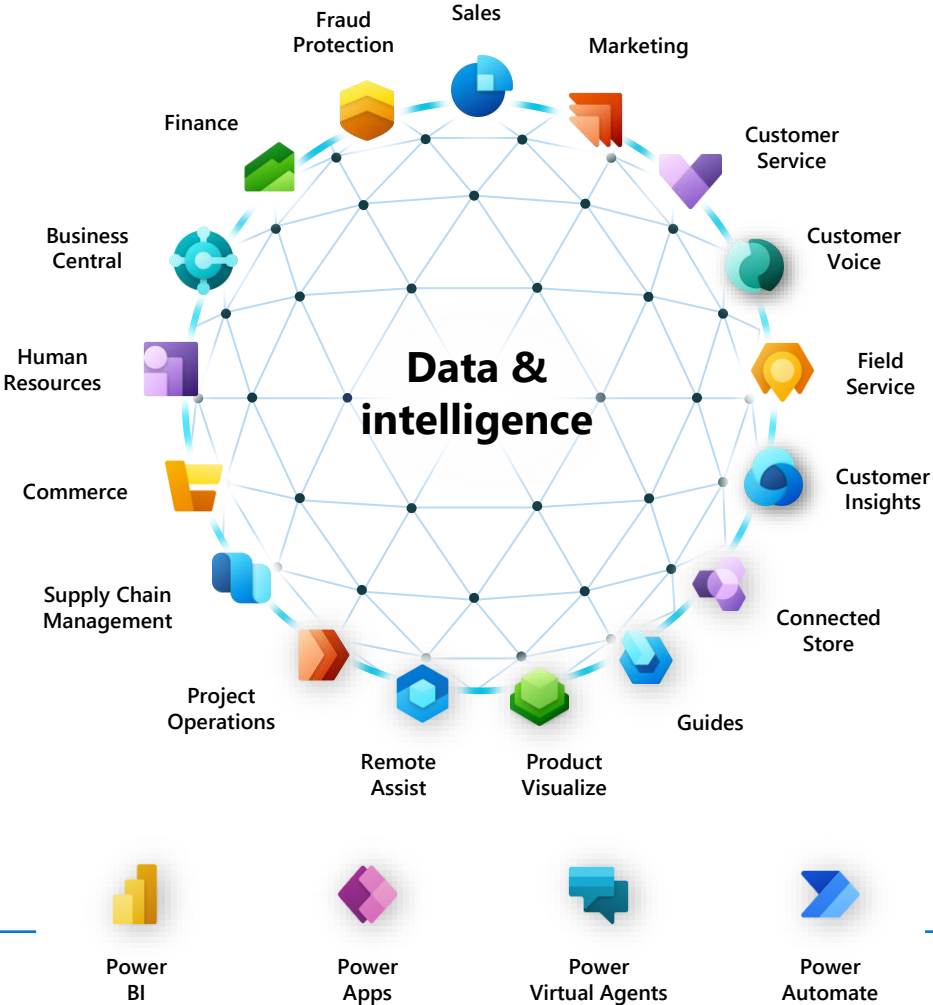 Sales
Fraud
Protection
Marketing
Finance
Customer
Service
Business
Central
Customer
Voice
Human
Resources
Data &
intelligence
Field
Service
Commerce
Customer
Insights
Supply Chain
Management
Connected
Store
Project
Operations
Guides
Remote
Assist
Product
Visualize
Power
BI
Power
Apps
Power
Virtual Agents
Power
Automate